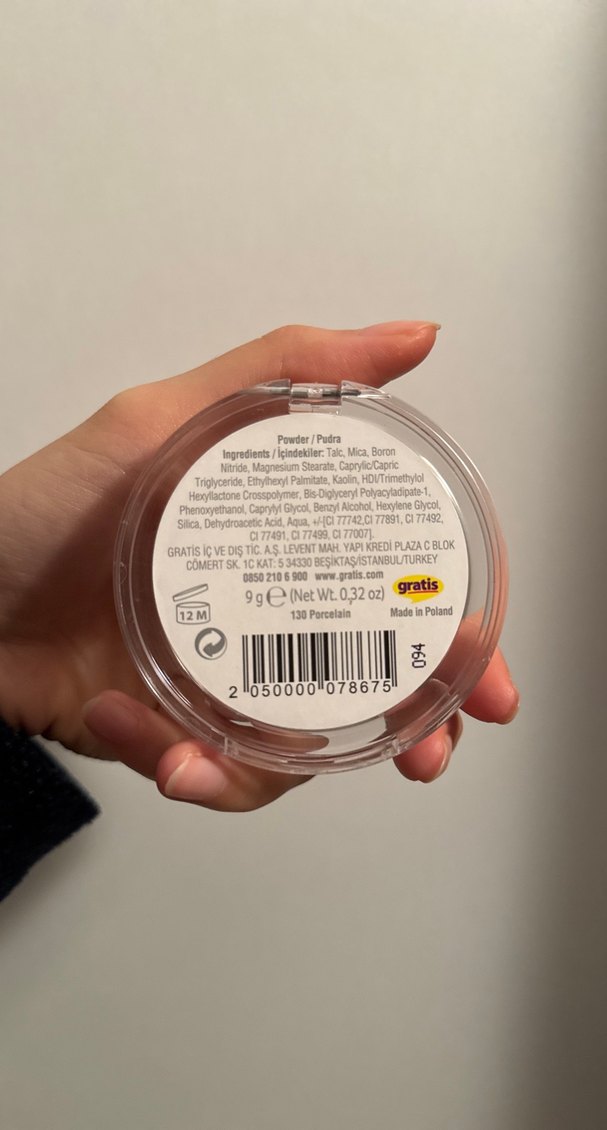 Powder / Pudra
Ingredients / İçindekiler: Talc, Mica, Boron
Nitride, Magnesium Stearate, Caprylic/Capric
Triglyceride, Ethylhexyl Palmitate, Kaolin, HDI/Trimethylol
Hexyllactone Crosspolymer, Bis-Diglyceryl Polyacyladipate-1,
Phenoxyethanol, Caprylyl Glycol, Benzyl Alcohol, Hexylene Glycol,
Silica, Dehydroacetic Acid, Aqua, +/-[CI 77742,CI 77891, CI 77492,
CI 77491, CI 77499, CI 77007].
GRATİS İÇ VE DIŞ TİC. A.Ş. LEVENT MAH. YAPI KREDİ PLAZA C BLOK
CÖMERT SK. 1C KAT: 5 34330 BEŞİKTAŞ/İSTANBUL/TURKEY
0850 210 6 900 www.gratis.com
9 g℮ (Net Wt. 0,32 oz)
gratis
12 M
130 Porcelain
Made in Poland
094
2 050000 078675